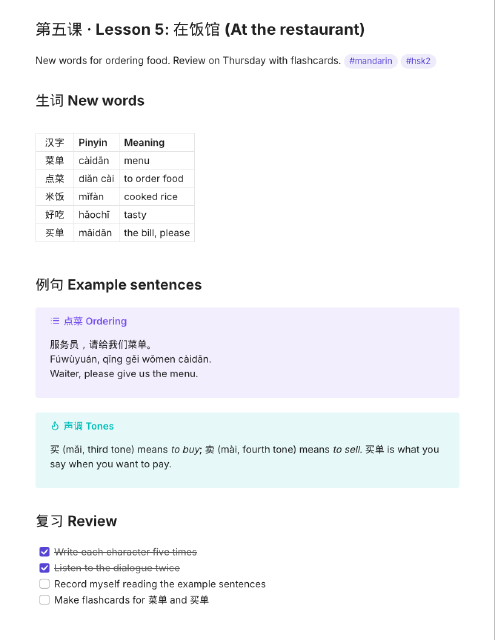 第五课 · Lesson 5: 在饭馆 (At the restaurant)
New words for ordering food. Review on Thursday with flashcards. #mandarin #hsk2
生词 New words
汉字 Pinyin Meaning
菜单 càidān menu
点菜 diǎn cài to order food
米饭 mǐfàn cooked rice
好吃 hǎochī tasty
买单 mǎidān the bill, please
例句 Example sentences
点菜 Ordering
服务员，请给我们菜单。
Fúwùyuán, qǐng gěi wǒmen càidān.
Waiter, please give us the menu.
声调 Tones
买 (mǎi, third tone) means to buy; 卖 (mài, fourth tone) means to sell. 买单 is what you
say when you want to pay.
复习 Review
Write each character five times
Listen to the dialogue twice
Record myself reading the example sentences
Make flashcards for 菜单 and 买单